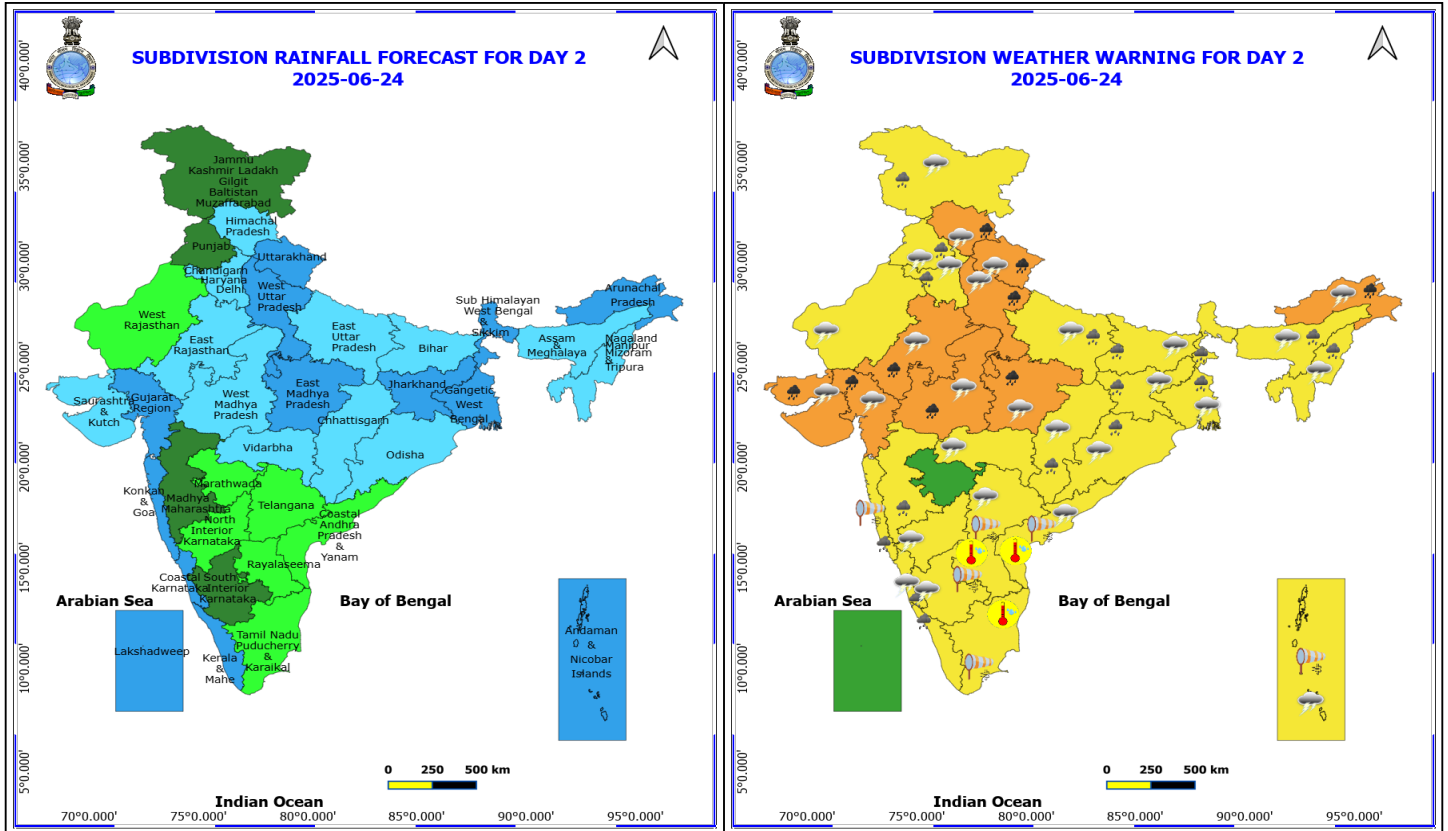 SUBDIVISION RAINFALL FORECAST FOR DAY 2
2025-06-24
40°0.000'
35°0.000'
30°0.000'
25°0.000'
20°0.000'
15°0.000'
10°0.000'
5°0.000'
Jammu
Kashmir Ladakh
Gilgit
Baltistan
Muzaffarabad
Himachal
Pradesh
Punjab
Uttarakhand
Chandigarh
Haryana
Delhi
West
Uttar
Pradesh
Arunachal
Pradesh
Sub Himalayan
West Bengal
&
Sikkim
West
Rajasthan
East
Rajasthan
East
Uttar
Pradesh
Bihar
Assam
&
Meghalaya
Nagaland
Manipur
Mizoram
&
Tripura
Saurashtra
&
Kutch
Gujarat
Region
West
Madhya
Pradesh
East
Madhya
Pradesh
Jharkhand
Gangetic
West
Bengal
Chhattisgarh
Vidarbha
Odisha
Konkan
&
Goa
Madhya
Maharashtra
Marathwada
Telangana
North
Interior
Karnataka
Coastal
Andhra
Pradesh
&
Yanam
Rayalaseema
Coastal
Karnataka
South
Interior
Karnataka
Arabian Sea
Bay of Bengal
Lakshadweep
Kerala
&
Mahe
Tamil Nadu
Puducherry
&
Karaikal
Andaman
&
Nicobar
Islands
0 250 500 km
Indian Ocean
70°0.000' 75°0.000' 80°0.000' 85°0.000' 90°0.000' 95°0.000'
SUBDIVISION WEATHER WARNING FOR DAY 2
2025-06-24
40°0.000'
35°0.000'
30°0.000'
25°0.000'
20°0.000'
15°0.000'
10°0.000'
5°0.000'
Arabian Sea
Bay of Bengal
0 250 500 km
Indian Ocean
70°0.000' 75°0.000' 80°0.000' 85°0.000' 90°0.000' 95°0.000'